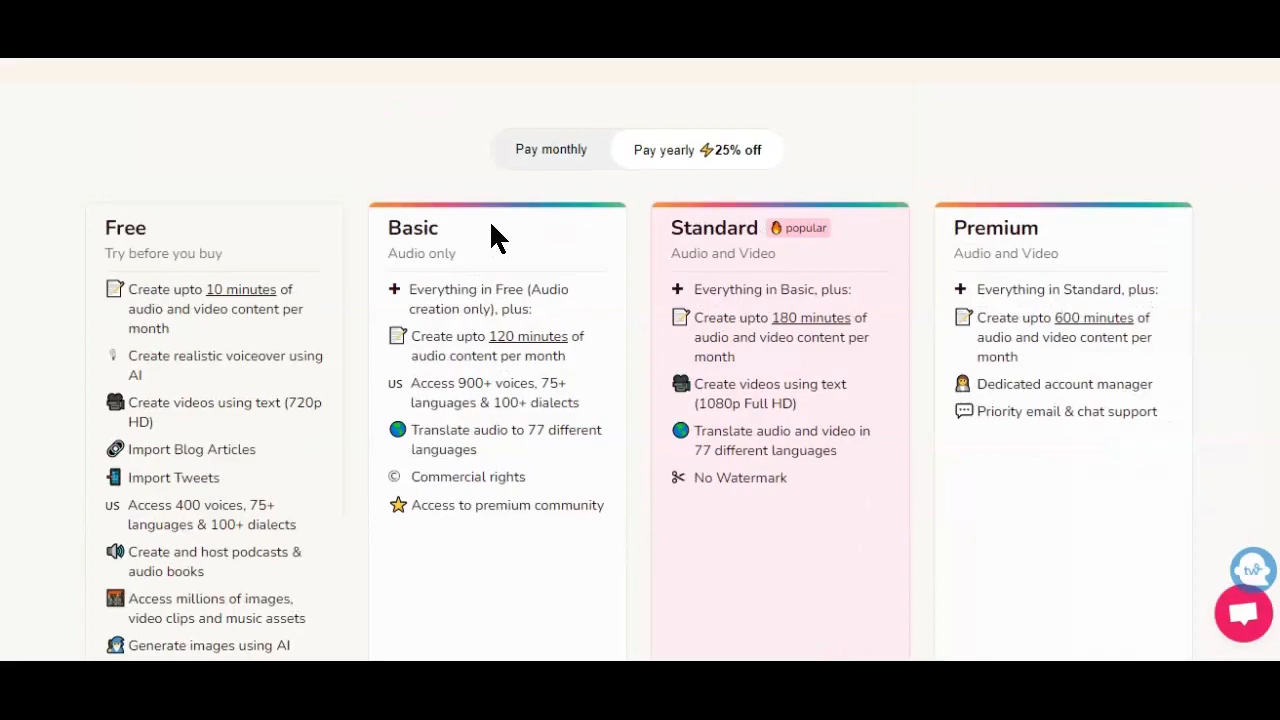 Pay monthly
Pay yearly ⚡25% off
Free
Try before you buy
Create upto 10 minutes of
audio and video content per
month
Create realistic voiceover using
AI
Create videos using text (720p
HD)
Import Blog Articles
Import Tweets
US Access 400 voices, 75+
languages & 100+ dialects
Create and host podcasts &
audio books
Access millions of images,
video clips and music assets
Generate images using AI
Basic
Audio only
+ Everything in Free (Audio
creation only), plus:
Create upto 120 minutes of
audio content per month
US Access 900+ voices, 75+
languages & 100+ dialects
Translate audio to 77 different
languages
© Commercial rights
Access to premium community
Standard 🔥 popular
Audio and Video
+ Everything in Basic, plus:
Create upto 180 minutes of
audio and video content per
month
Create videos using text
(1080p Full HD)
Translate audio and video in
77 different languages
No Watermark
Premium
Audio and Video
+ Everything in Standard, plus:
Create upto 600 minutes of
audio and video content per
month
Dedicated account manager
Priority email & chat support